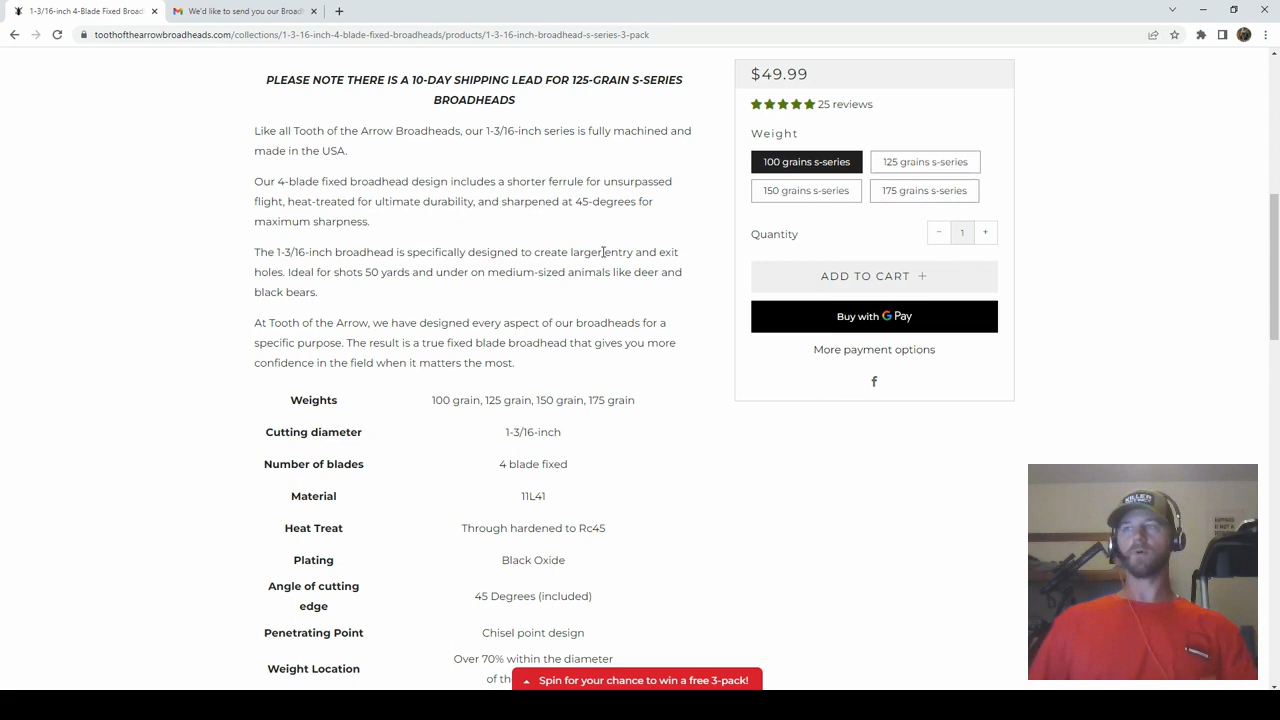 1-3/16-inch 4-Blade Fixed Broad
We'd like to send you our Broad
toothofthearrowbroadheads.com/collections/1-3-16-inch-4-blade-fixed-broadheads/products/1-3-16-inch-broadhead-s-series-3-pack
PLEASE NOTE THERE IS A 10-DAY SHIPPING LEAD FOR 125-GRAIN S-SERIES
BROADHEADS
Like all Tooth of the Arrow Broadheads, our 1-3/16-inch series is fully machined and
made in the USA.
Our 4-blade fixed broadhead design includes a shorter ferrule for unsurpassed
flight, heat-treated for ultimate durability, and sharpened at 45-degrees for
maximum sharpness.
The 1-3/16-inch broadhead is specifically designed to create larger entry and exit
holes. Ideal for shots 50 yards and under on medium-sized animals like deer and
black bears.
At Tooth of the Arrow, we have designed every aspect of our broadheads for a
specific purpose. The result is a true fixed blade broadhead that gives you more
confidence in the field when it matters the most.
Weights 100 grain, 125 grain, 150 grain, 175 grain
Cutting diameter 1-3/16-inch
Number of blades 4 blade fixed
Material 11L41
Heat Treat Through hardened to Rc45
Plating Black Oxide
Angle of cutting
edge
45 Degrees (included)
Penetrating Point Chisel point design
Weight Location
Over 70% within the diameter
of th
$49.99
25 reviews
Weight
100 grains s-series 125 grains s-series
150 grains s-series 175 grains s-series
Quantity - 1 +
ADD TO CART +
Buy with G Pay
More payment options
Spin for your chance to win a free 3-pack!
KILLER